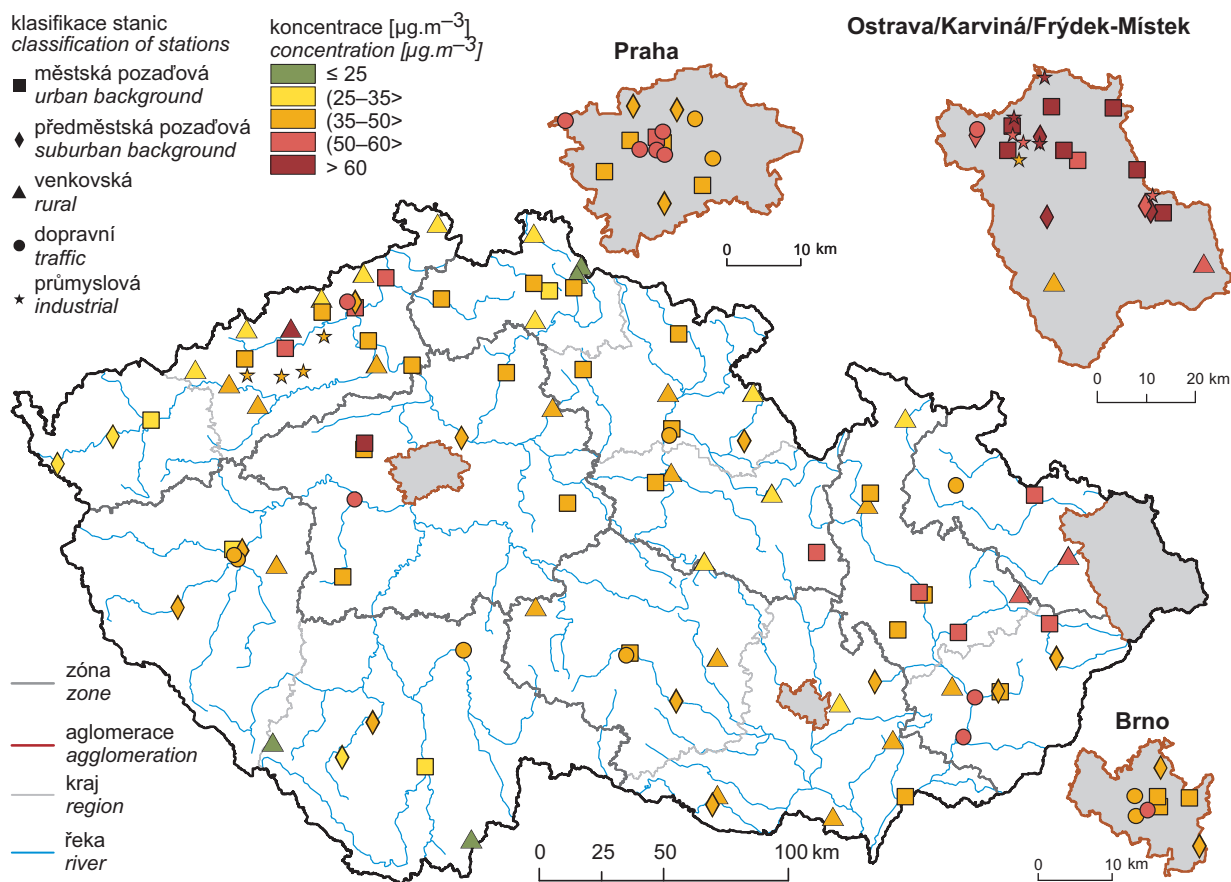 klasifikace stanic
classification of stations
městská pozaďová
urban background
předměstská pozaďová
suburban background
venkovská
rural
dopravní
traffic
průmyslová
industrial
koncentrace [µg.m–3]
concentration [µg.m–3]
≤ 25
(25–35>
(35–50>
(50–60>
> 60
Praha
0 10 km
Ostrava/Karviná/Frýdek-Místek
0 10 20 km
zóna
zone
aglomerace
agglomeration
kraj
region
řeka
river
0 25 50 100 km
Brno
0 10 km